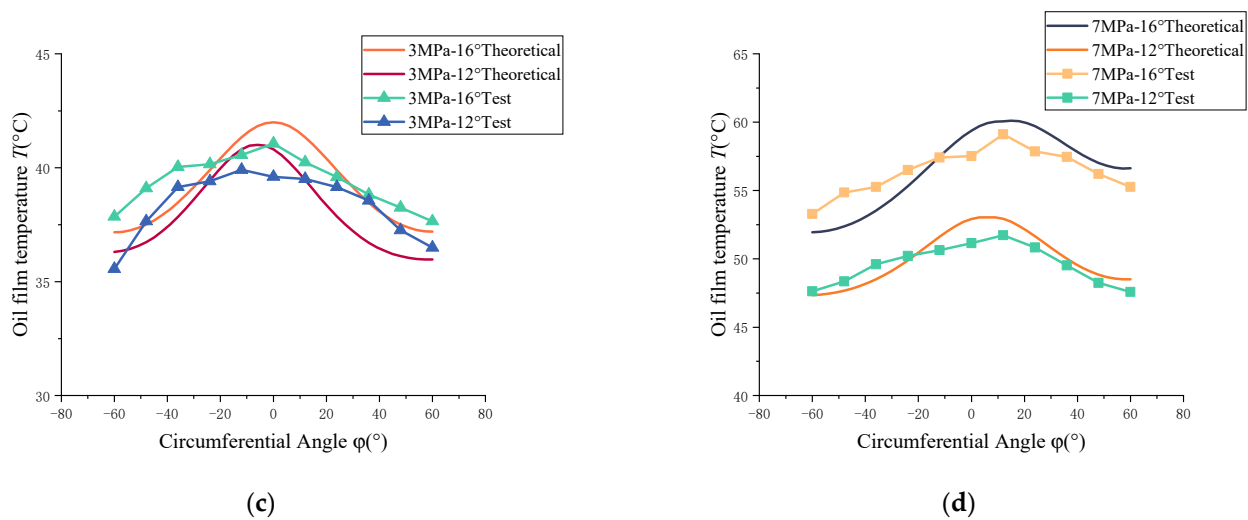 3MPa-16°Theoretical
3MPa-12°Theoretical
3MPa-16°Test
3MPa-12°Test
45
40
35
30
Oil film temperature T(°C)
-80 -60 -40 -20 0 20 40 60 80
Circumferential Angle φ(°)
(c)
7MPa-16°Theoretical
7MPa-12°Theoretical
7MPa-16°Test
7MPa-12°Test
65
60
55
50
45
40
Oil film temperature T(°C)
-80 -60 -40 -20 0 20 40 60 80
Circumferential Angle φ(°)
(d)